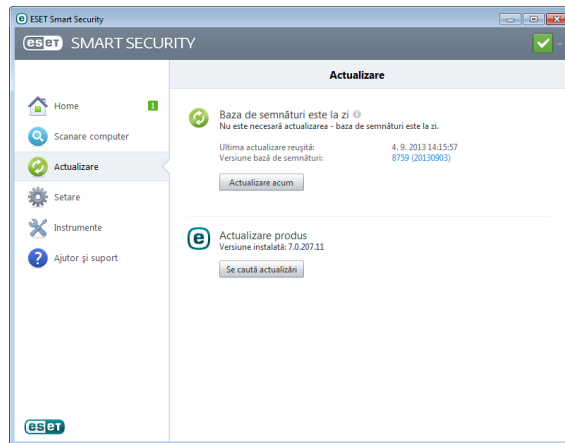 ESET Smart Security
eseT SMART SECURITY
Actualizare
Home 1
Scanare computer
Actualizare
Setare
Instrumente
Ajutor şi suport
Baza de semnături este la zi
Nu este necesară actualizarea - baza de semnături este la zi.
Ultima actualizare reuşită: 4. 9. 2013 14:15:57
Versiune bază de semnături: 8759 (20130903)
Actualizare acum
Actualizare produs
Versiune instalată: 7.0.207.11
Se caută actualizări
eseT